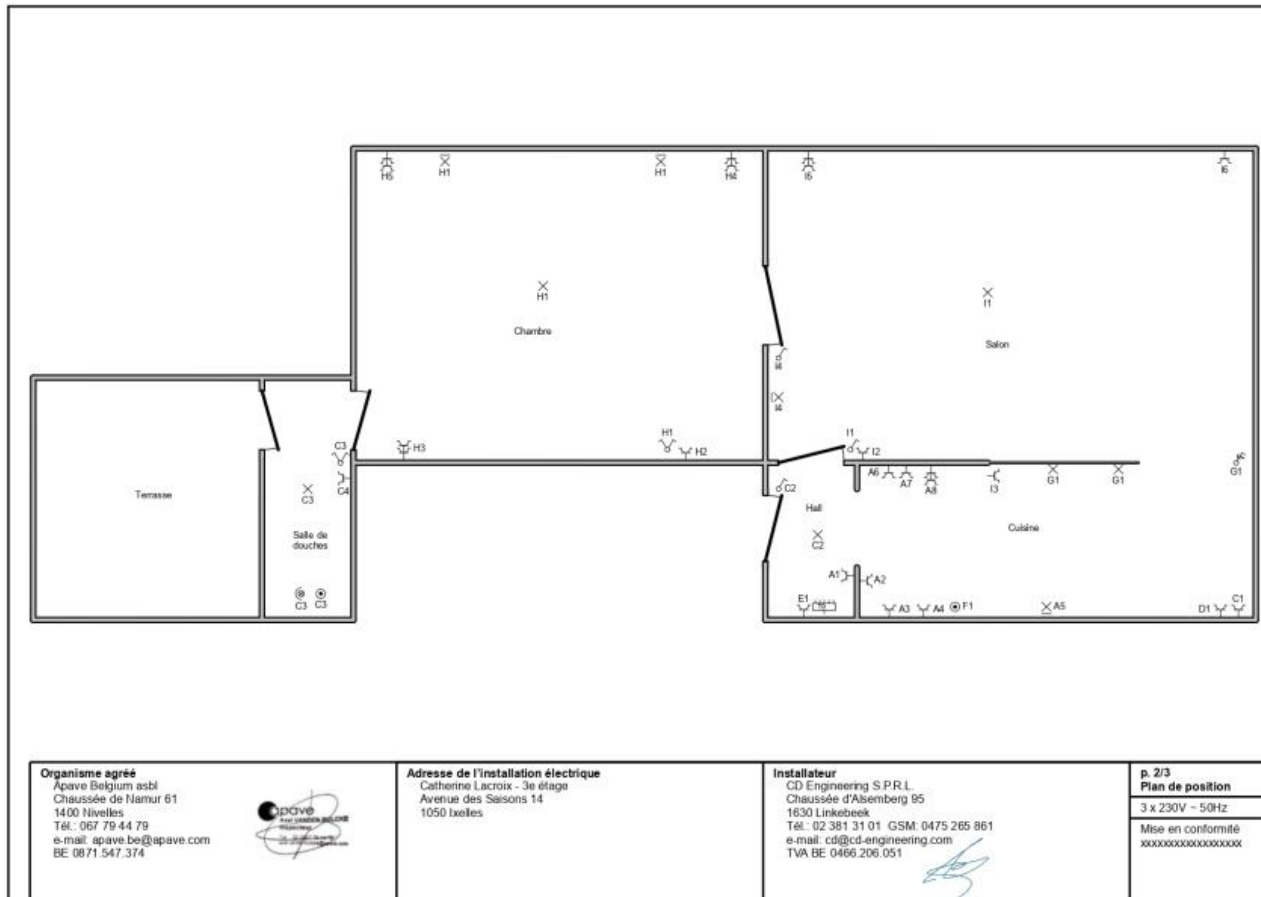 H5 H1 H1 H4 I5 I6
H1
I1
Chambre
Salon
I4
I4
H1
H3
H2
I1
I2
C3
C4
C3
Terrasse
Salle de
douches
C3 C3
C2
Hall
C2
A6 A7 A8 I3 G1 G1
G1
Cuisine
A1 A2
E1
A3 A4 F1 A5 D1 C1
Organisme agréé
Apave Belgium asbl
Chaussée de Namur 61
1400 Nivelles
Tél.: 067 79 44 79
e-mail: apave.be@apave.com
BE 0871.547.374
apave
Adresse de l'installation électrique
Catherine Lacroix - 3e étage
Avenue des Saisons 14
1050 Ixelles
Installateur
CD Engineering S.P.R.L.
Chaussée d'Alsemberg 95
1630 Linkebeek
Tél.: 02 381 31 01 GSM: 0475 265 861
e-mail: cd@cd-engineering.com
TVA BE 0466.206.051
p. 2/3
Plan de position
3 x 230V ~ 50Hz
Mise en conformité
xxxxxxxxxxxxxxxxxx